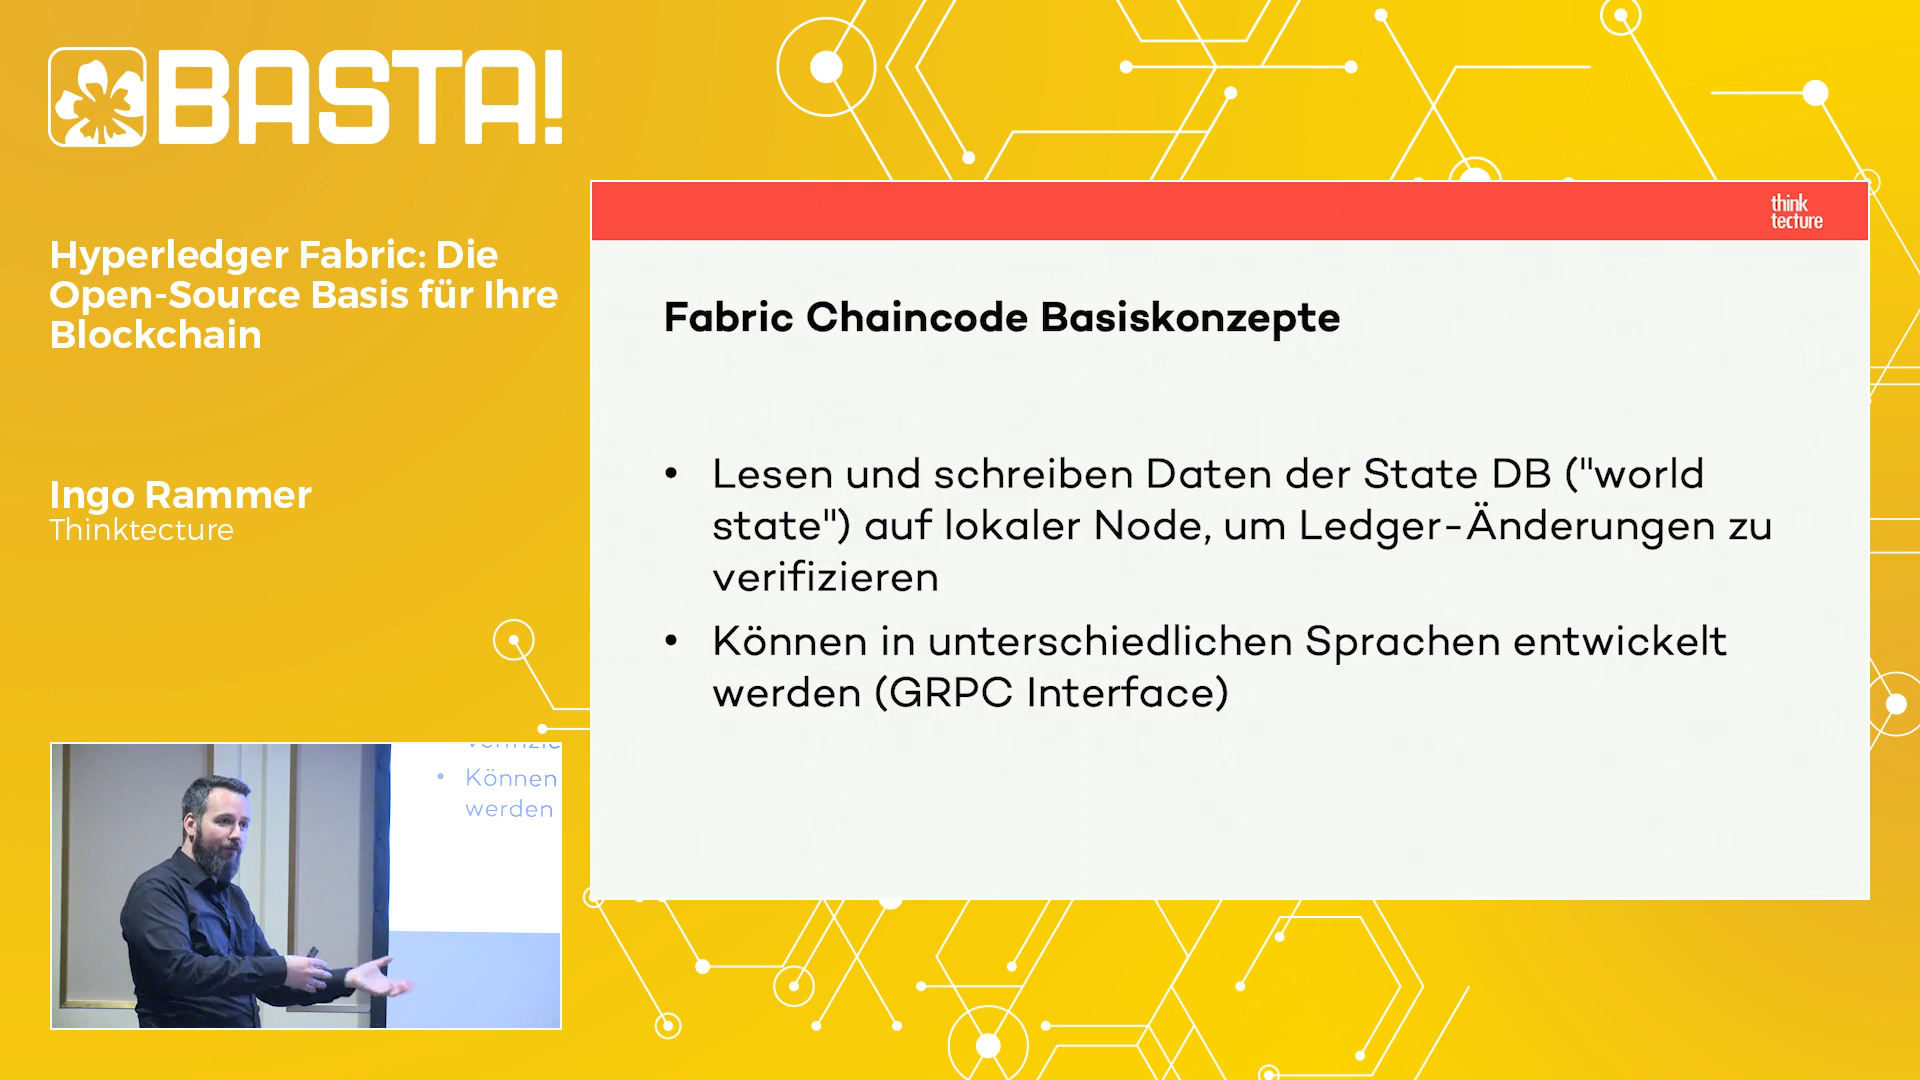 BASTA!
Hyperledger Fabric: Die
Open-Source Basis für Ihre
Blockchain
Ingo Rammer
Thinktecture
think
tecture
Fabric Chaincode Basiskonzepte
• Lesen und schreiben Daten der State DB ("world
state") auf lokaler Node, um Ledger-Änderungen zu
verifizieren
• Können in unterschiedlichen Sprachen entwickelt
werden (GRPC Interface)
• Können
werden